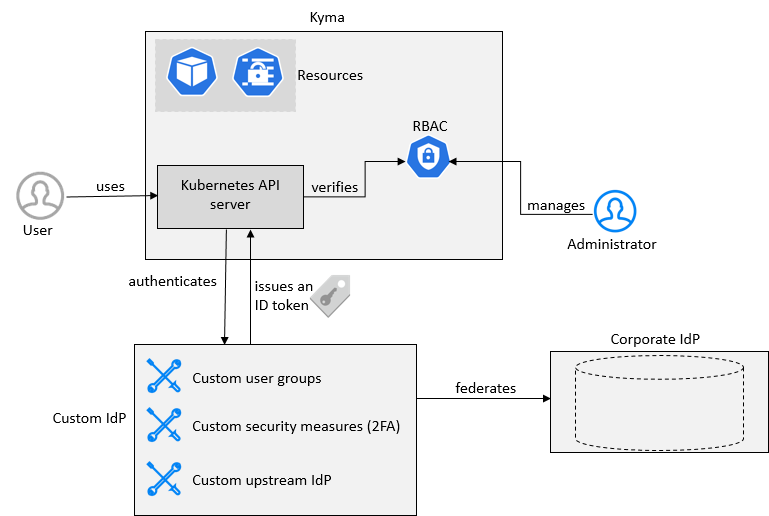 Kyma
Resources
RBAC
Kubernetes API
server
verifies
uses
User
manages
Administrator
authenticates
issues an
ID token
Custom IdP
Custom user groups
Custom security measures (2FA)
Custom upstream IdP
federates
Corporate IdP